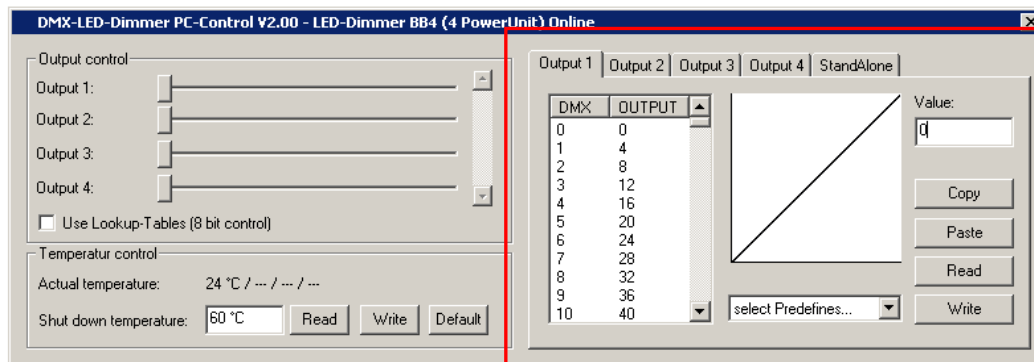 DMX-LED-Dimmer PC-Control V2.00 - LED-Dimmer BB4 (4 PowerUnit) Online
Output control
Output 1:
Output 2:
Output 3:
Output 4:
Use Lookup-Tables (8 bit control)
Temperatur control
Actual temperature: 24 °C / --- / --- / ---
Shut down temperature: 60 °C Read Write Default
Output 1 Output 2 Output 3 Output 4 StandAlone
DMX OUTPUT
0 0
1 4
2 8
3 12
4 16
5 20
6 24
7 28
8 32
9 36
10 40
select Predefines...
Value:
0
Copy
Paste
Read
Write